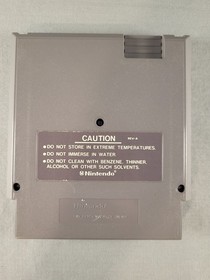 CAUTION
REV-A
•DO NOT STORE IN EXTREME TEMPERATURES.
•DO NOT IMMERSE IN WATER.
•DO NOT CLEAN WITH BENZENE, THINNER,
ALCOHOL OR OTHER SUCH SOLVENTS.
Nintendo